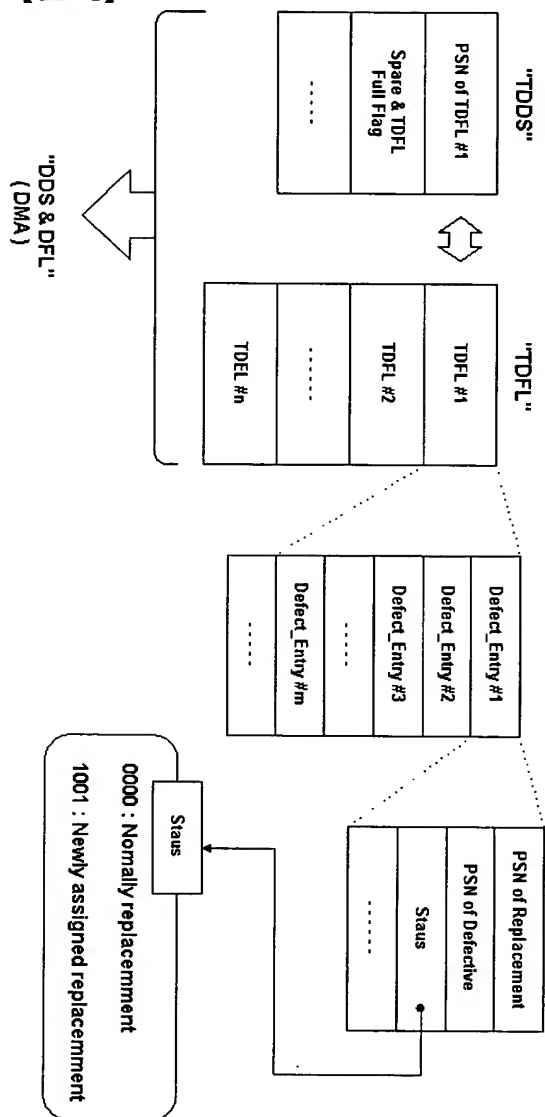 "TDDS"
PSN of TDFL #1
Spare & TDFL
Full Flag
- - - - -
"TDFL"
TDFL #1
TDFL #2
- - - - - -
TDEL #n
"DDS & DFL"
(DMA)
Defect_Entry #1
Defect_Entry #2
Defect_Entry #3
- - - - -
Defect_Entry #m
- - - - -
PSN of Replacement
PSN of Defective
Staus
- - - - - -
Staus
0000 : Nomally replacemment
1001 : Newly assigned replacemment